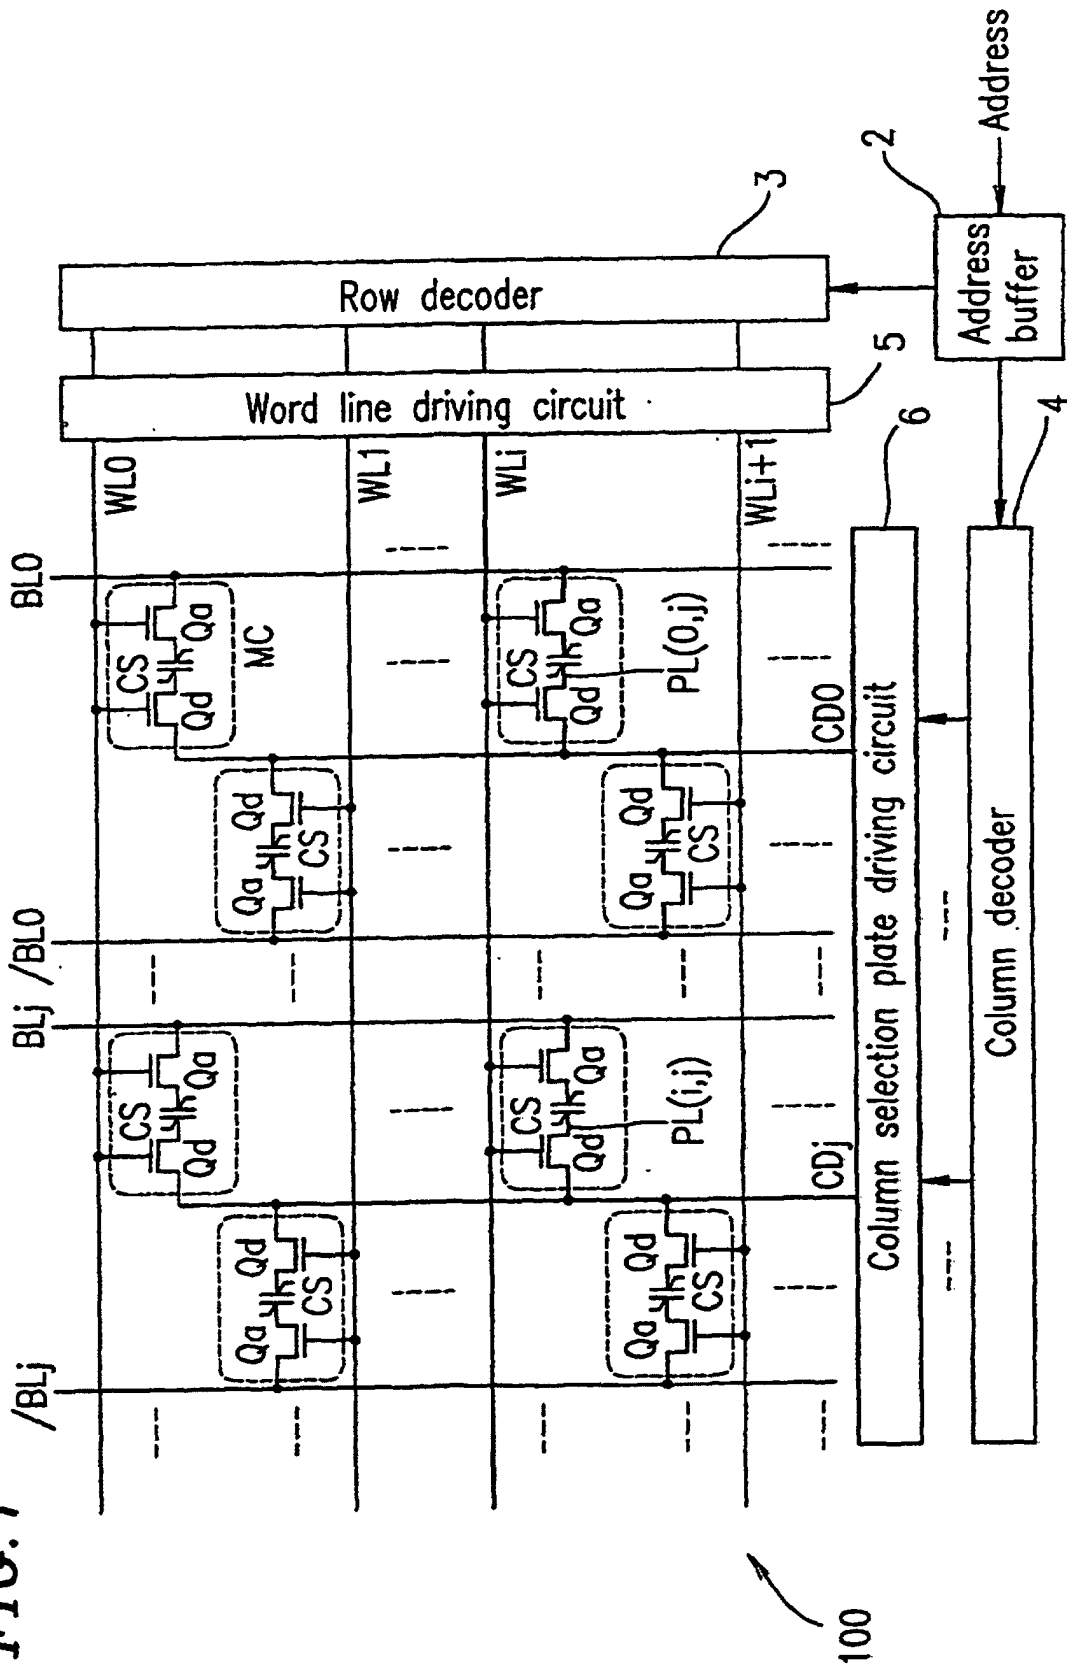 FIG. 1
/BLj
BLj
/BL0
BL0
WL0
WL1
WLi
WLi+1
Qd
CS
Qa
Qd
CS
Qa
MC
Qa
CS
Qd
Qa
CS
Qd
Qd
CS
Qa
PL(i,j)
Qd
CS
Qa
PL(0,j)
Qa
CS
Qd
Qa
CS
Qd
CDj
CD0
Word line driving circuit
5
Row decoder
3
Column selection plate driving circuit
6
Column decoder
4
Address buffer
2
Address
100